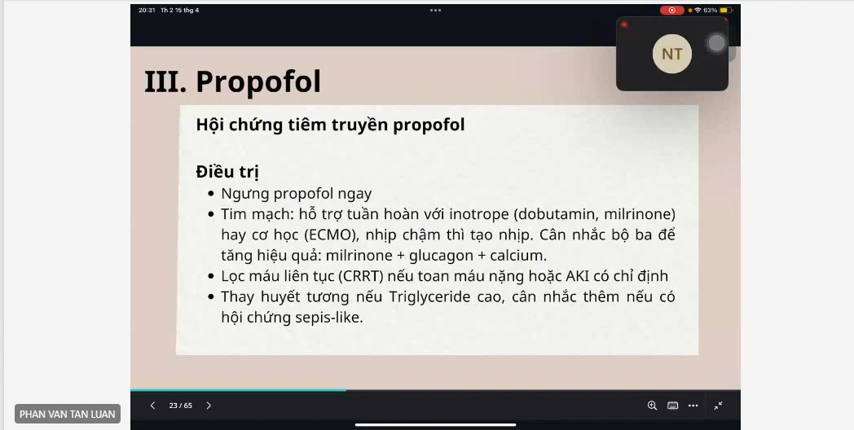 20:31 Th 2 15 thg 4
63%
NT
III. Propofol
Hội chứng tiêm truyền propofol
Điều trị
• Ngưng propofol ngay
• Tim mạch: hỗ trợ tuần hoàn với inotrope (dobutamin, milrinone)
hay cơ học (ECMO), nhịp chậm thì tạo nhịp. Cân nhắc bộ ba để
tăng hiệu quả: milrinone + glucagon + calcium.
• Lọc máu liên tục (CRRT) nếu toan máu nặng hoặc AKI có chỉ định
• Thay huyết tương nếu Triglyceride cao, cân nhắc thêm nếu có
hội chứng sepis-like.
23 / 65
PHAN VAN TAN LUAN